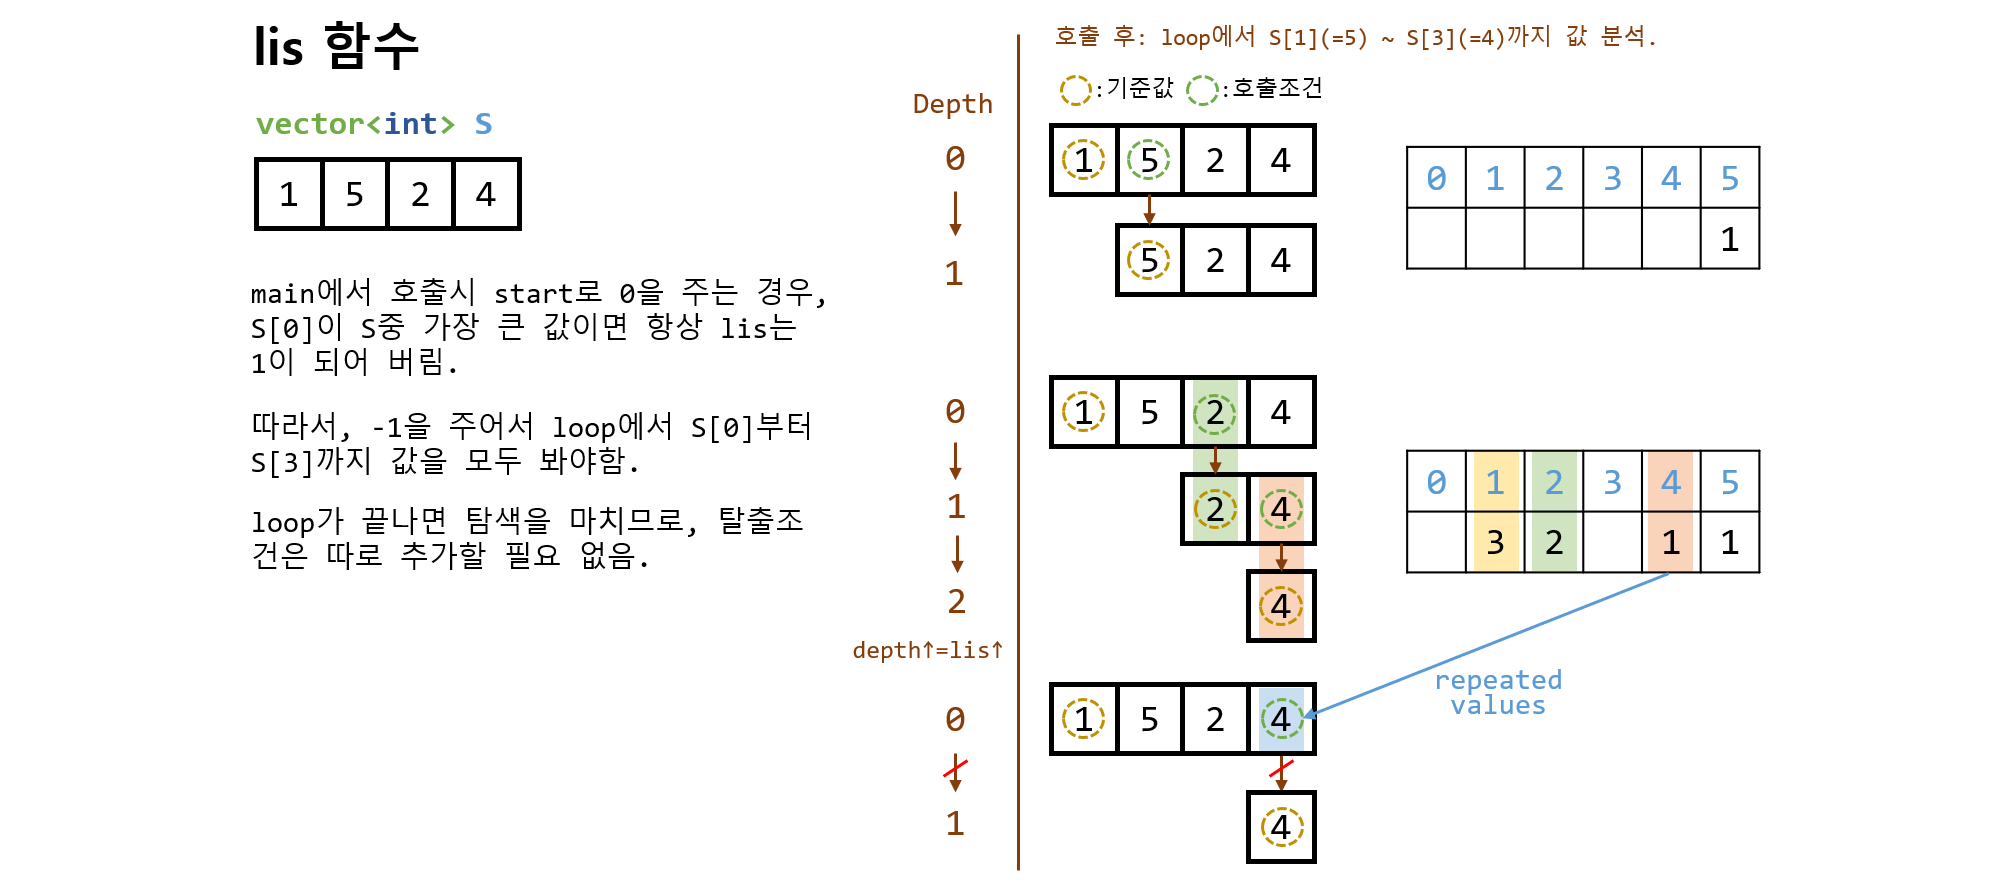 lis 함수
vector<int> S
1 5 2 4
main에서 호출시 start로 0을 주는 경우,
S[0]이 S중 가장 큰 값이면 항상 lis는
1이 되어 버림.
따라서, -1을 주어서 loop에서 S[0]부터
S[3]까지 값을 모두 봐야함.
loop가 끝나면 탐색을 마치므로, 탈출조
건은 따로 추가할 필요 없음.
Depth
0
1
0
1
2
depth↑=lis↑
0
1
호출 후: loop에서 S[1](=5) ~ S[3](=4)까지 값 분석.
:기준값 :호출조건
1 5 2 4
5 2 4
0 1 2 3 4 5
1
1 5 2 4
2 4
4
0 1 2 3 4 5
3 2 1 1
repeated
values
1 5 2 4
4